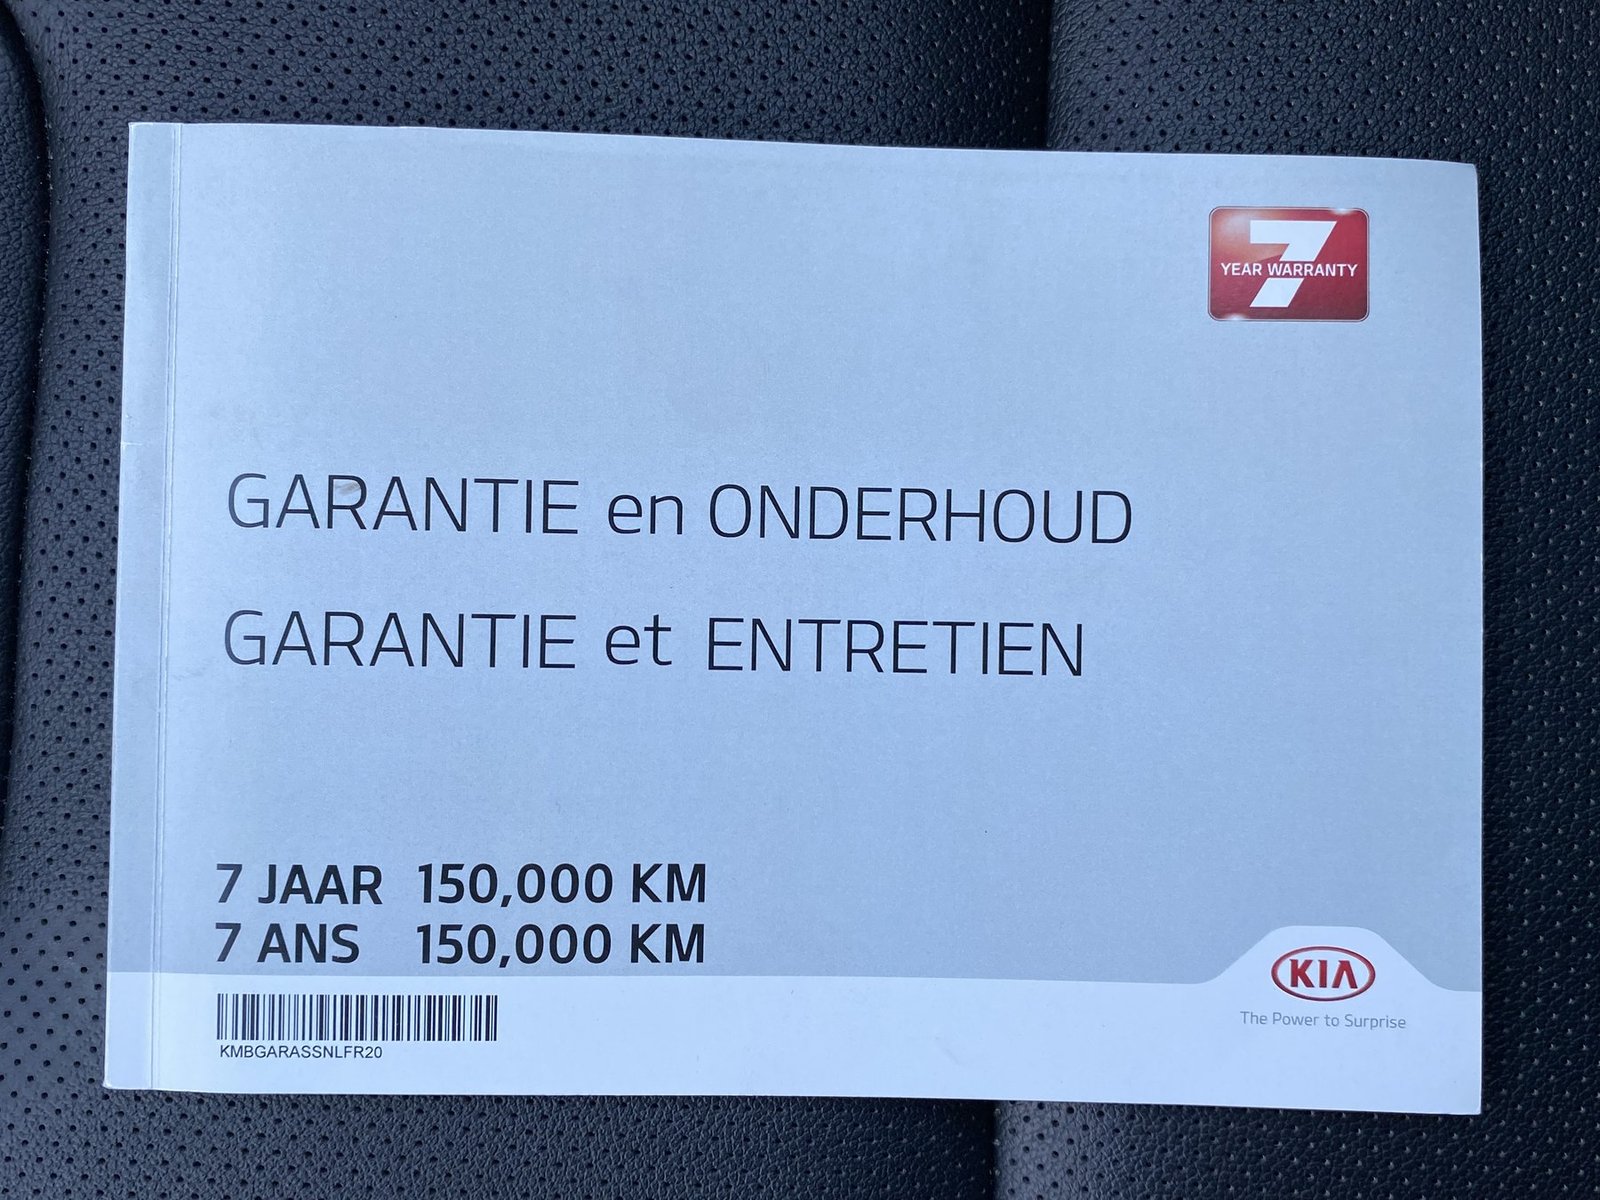 7
YEAR WARRANTY
GARANTIE en ONDERHOUD
GARANTIE et ENTRETIEN
7 JAAR 150,000 KM
7 ANS 150,000 KM
KMBGARASSNLFR20
KIA
The Power to Surprise